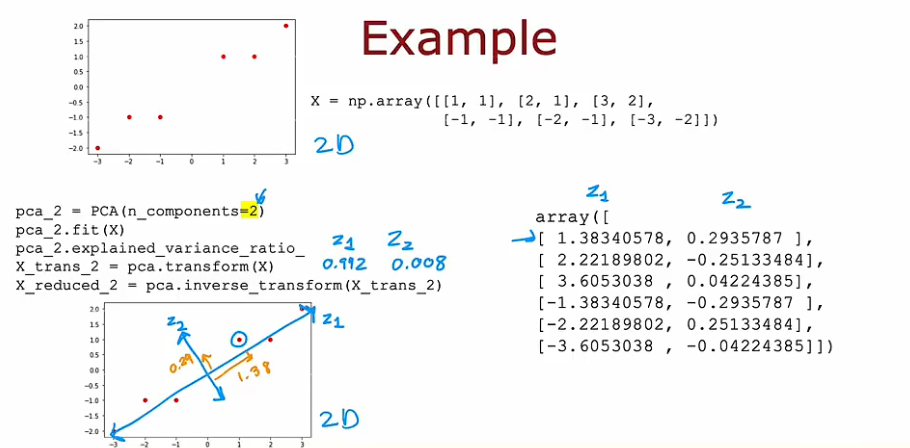 Example
2.0
1.5
1.0
0.5
0.0
−0.5
−1.0
−1.5
−2.0
−3 −2 −1 0 1 2 3
X = np.array([[1, 1], [2, 1], [3, 2],
[-1, -1], [-2, -1], [-3, -2]])
2D
pca_2 = PCA(n_components=2)
pca_2.fit(X)
pca_2.explained_variance_ratio_ z1 z2
X_trans_2 = pca.transform(X) 0.992 0.008
X_reduced_2 = pca.inverse_transform(X_trans_2)
z1 z2
array([
[ 1.38340578, 0.2935787 ],
[ 2.22189802, -0.25133484],
[ 3.6053038 , 0.04224385],
[-1.38340578, -0.2935787 ],
[-2.22189802, 0.25133484],
[-3.6053038 , -0.04224385]])
2.0
1.5
1.0
0.5
0.0
−0.5
−1.0
−1.5
−2.0
−3 −2 −1 0 1 2 3
z2
z1
0.29
1.38
2D